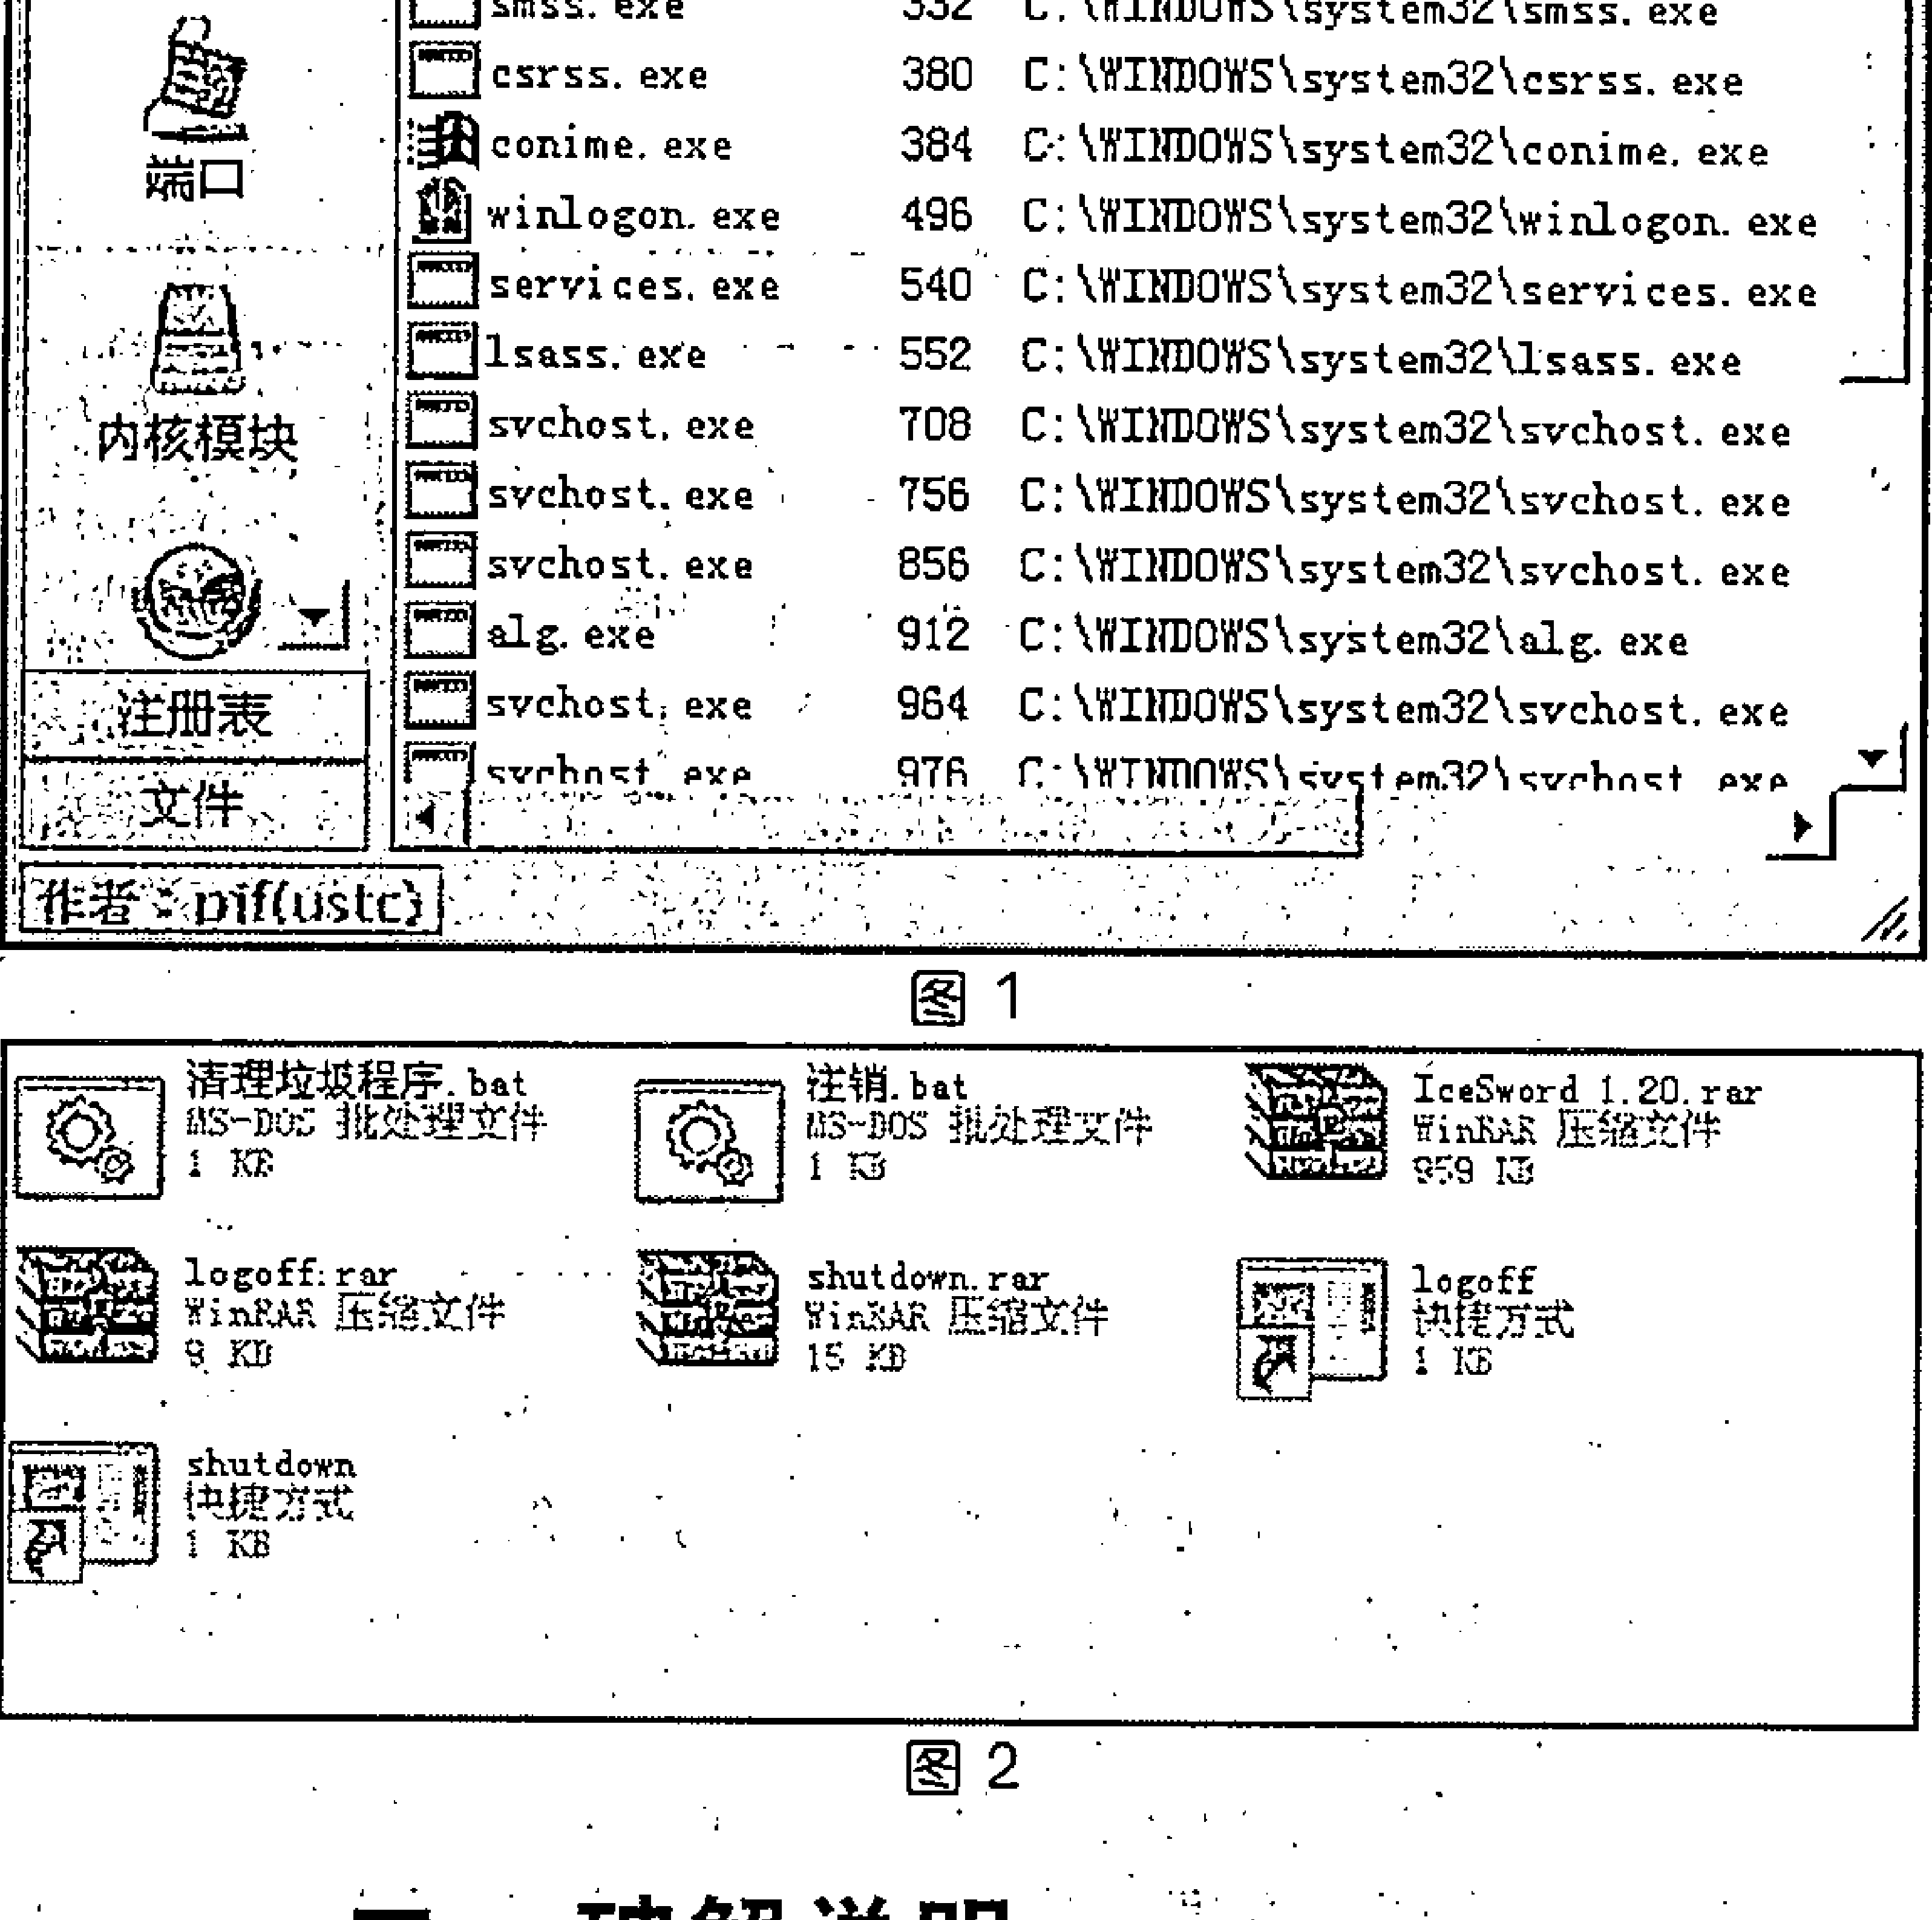 smss.exe 332 C:\WINDOWS\system32\smss.exe
csrss.exe 380 C:\WINDOWS\system32\csrss.exe
conime.exe 384 C:\WINDOWS\system32\conime.exe
端口
winlogon.exe 496 C:\WINDOWS\system32\winlogon.exe
services.exe 540 C:\WINDOWS\system32\services.exe
lsass.exe 552 C:\WINDOWS\system32\lsass.exe
内核模块
svchost.exe 708 C:\WINDOWS\system32\svchost.exe
svchost.exe 756 C:\WINDOWS\system32\svchost.exe
svchost.exe 856 C:\WINDOWS\system32\svchost.exe
alg.exe 912 C:\WINDOWS\system32\alg.exe
注册表
svchost.exe 964 C:\WINDOWS\system32\svchost.exe
svchost.exe 976 C:\WINDOWS\system32\svchost.exe
文件
作者：pjf(ustc)
图 1
清理垃圾程序.bat
MS-DOS 批处理文件
1 KB
注销.bat
MS-DOS 批处理文件
1 KB
IceSword 1.20.rar
WinRAR 压缩文件
959 KB
logoff.rar
WinRAR 压缩文件
9 KB
shutdown.rar
WinRAR 压缩文件
15 KB
logoff
快捷方式
1 KB
shutdown
快捷方式
1 KB
图 2